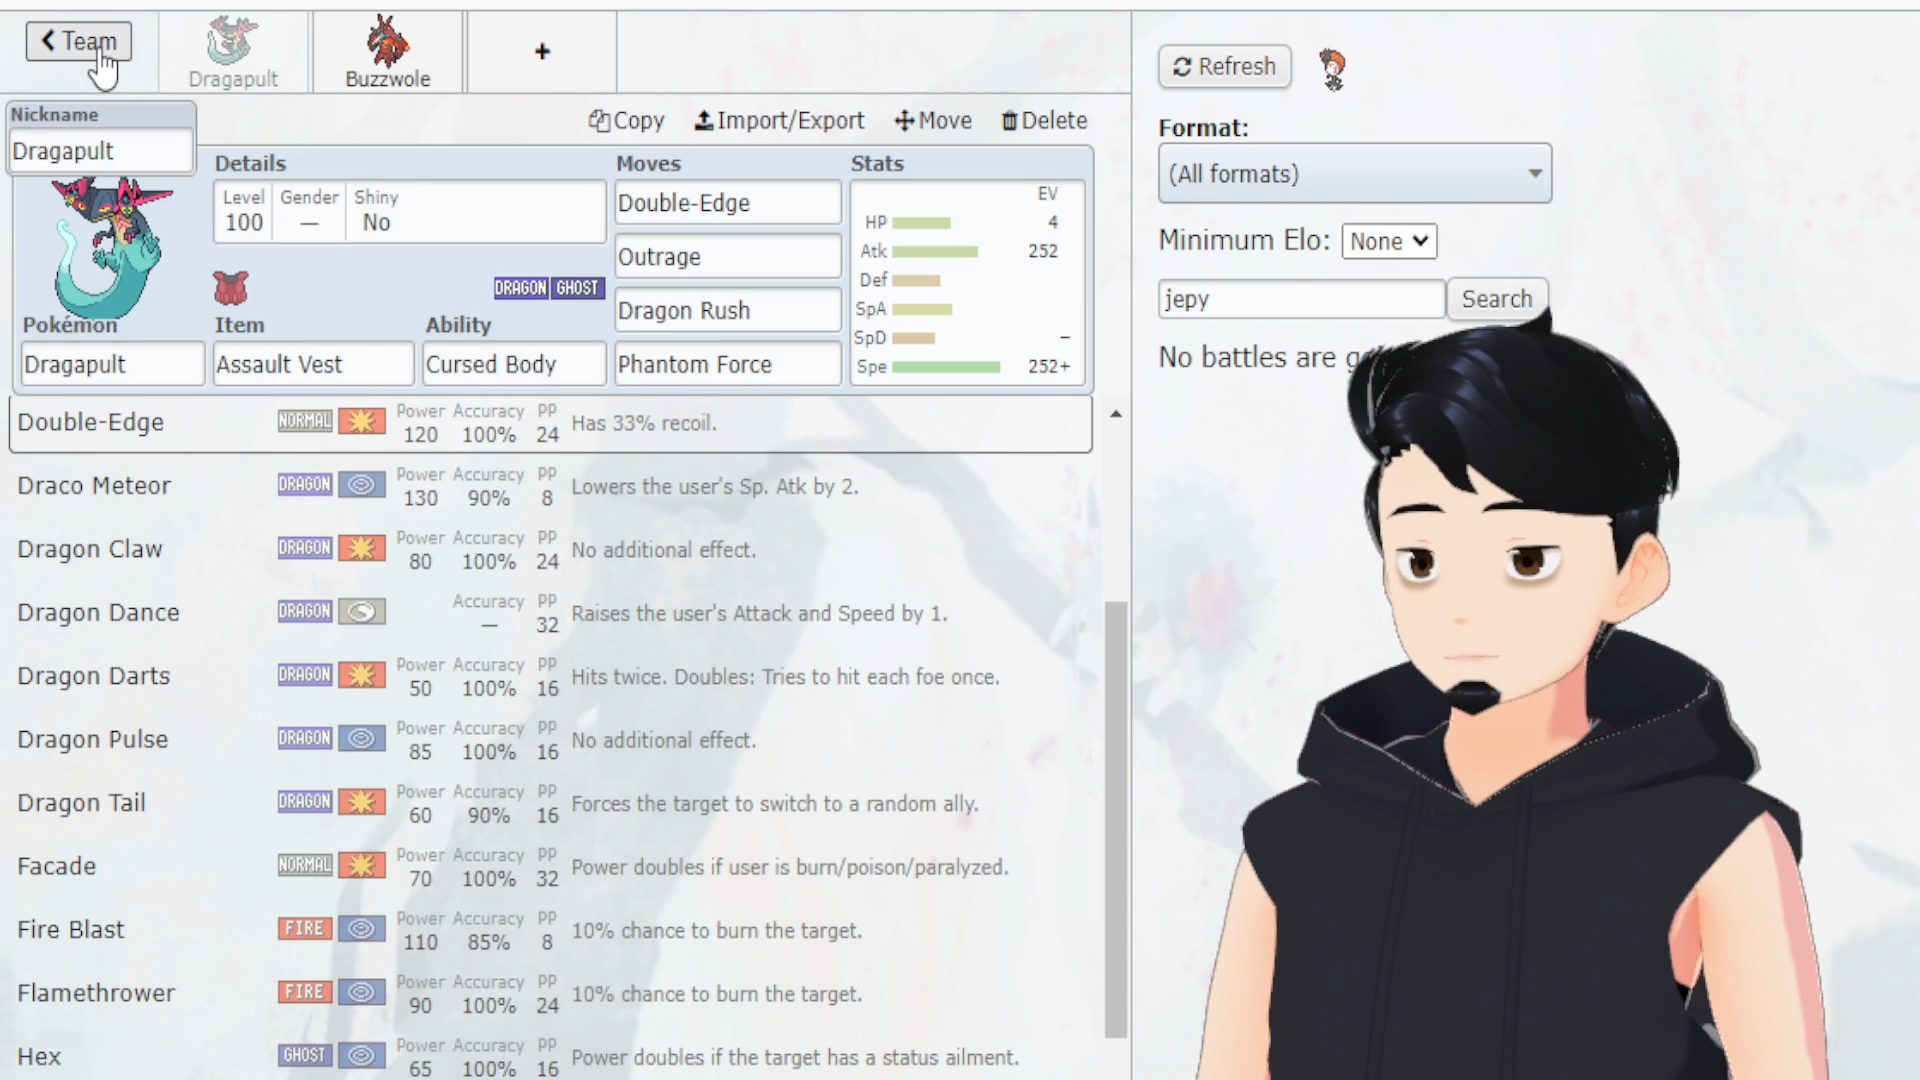 Team
Dragapult
Buzzwole
+
Nickname
Dragapult
Copy
Import/Export
Move
Delete
Details
Level
100
Gender
—
Shiny
No
DRAGON
GHOST
Pokémon
Dragapult
Item
Assault Vest
Ability
Cursed Body
Moves
Double-Edge
Outrage
Dragon Rush
Phantom Force
Stats
EV
HP 4
Atk 252
Def
SpA
SpD –
Spe 252+
Double-Edge NORMAL Power 120 Accuracy 100% PP 24 Has 33% recoil.
Draco Meteor DRAGON Power 130 Accuracy 90% PP 8 Lowers the user's Sp. Atk by 2.
Dragon Claw DRAGON Power 80 Accuracy 100% PP 24 No additional effect.
Dragon Dance DRAGON Accuracy — PP 32 Raises the user's Attack and Speed by 1.
Dragon Darts DRAGON Power 50 Accuracy 100% PP 16 Hits twice. Doubles: Tries to hit each foe once.
Dragon Pulse DRAGON Power 85 Accuracy 100% PP 16 No additional effect.
Dragon Tail DRAGON Power 60 Accuracy 90% PP 16 Forces the target to switch to a random ally.
Facade NORMAL Power 70 Accuracy 100% PP 32 Power doubles if user is burn/poison/paralyzed.
Fire Blast FIRE Power 110 Accuracy 85% PP 8 10% chance to burn the target.
Flamethrower FIRE Power 90 Accuracy 100% PP 24 10% chance to burn the target.
Hex GHOST Power 65 Accuracy 100% PP 16 Power doubles if the target has a status ailment.
Refresh
Format:
(All formats)
Minimum Elo: None
jepy
Search
No battles are